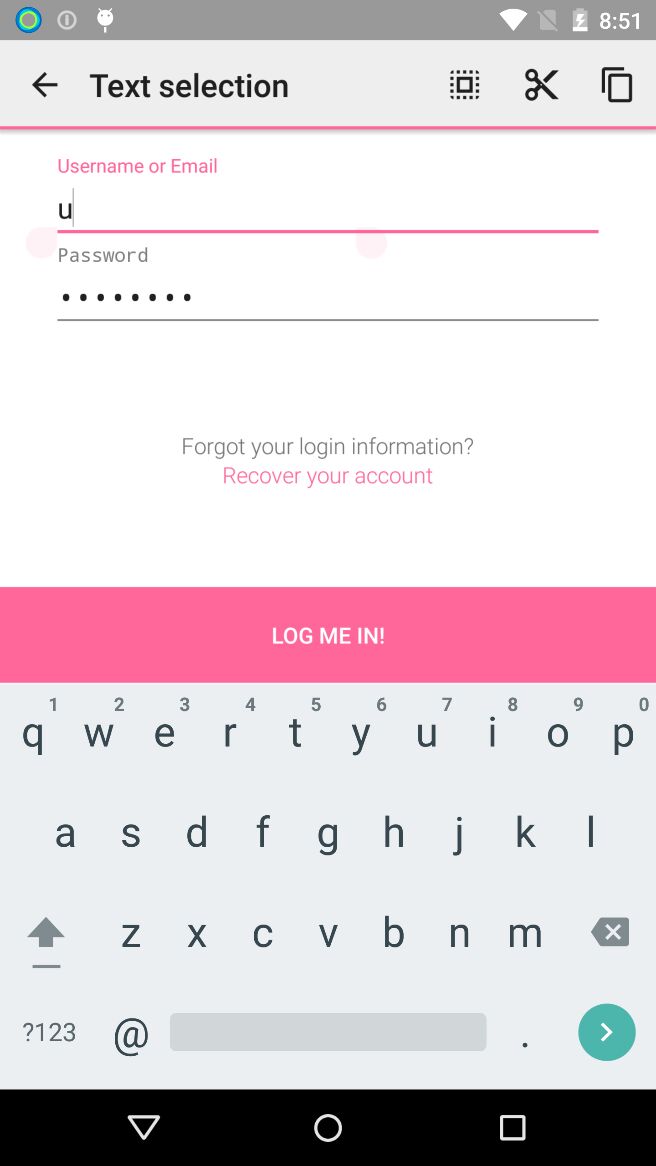 8:51
Text selection
Username or Email
u
Password
••••••••
Forgot your login information?
Recover your account
LOG ME IN!
1 2 3 4 5 6 7 8 9 0
q w e r t y u i o p
a s d f g h j k l
z x c v b n m
?123 @ .